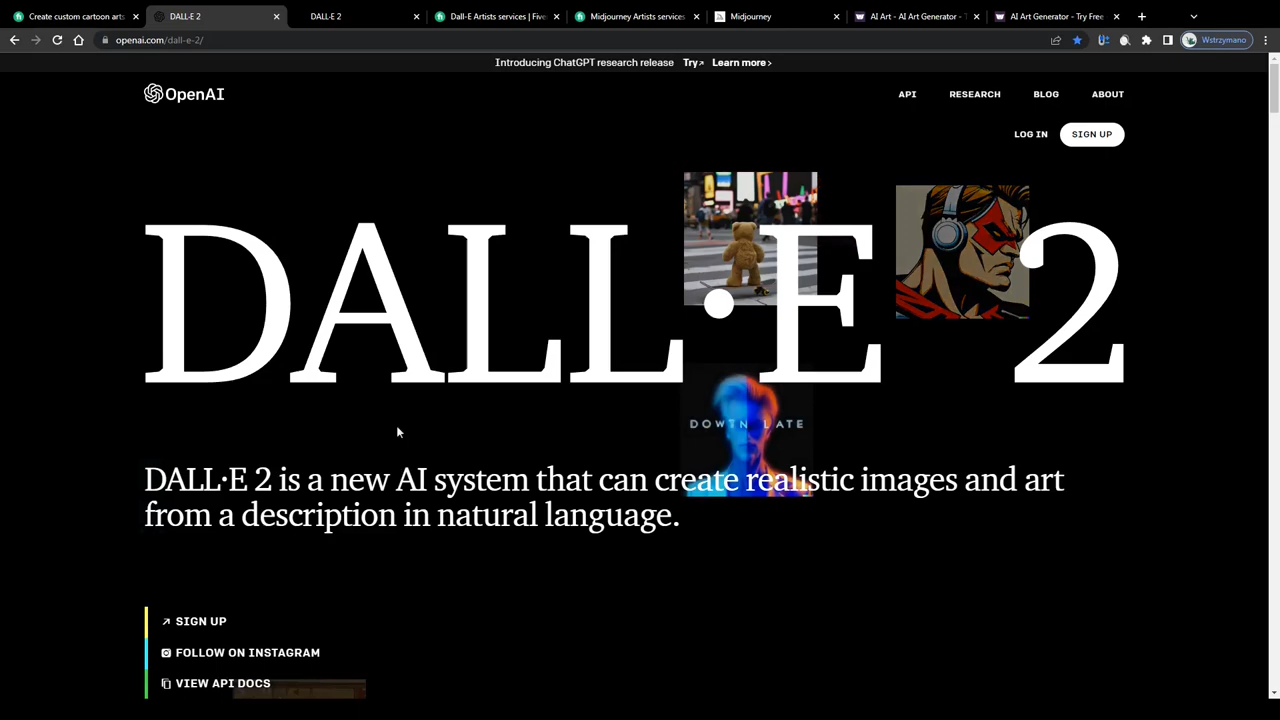 Create custom cartoon arts
DALL·E 2
DALL·E 2
Dall-E Artists services | Five
Midjourney Artists services
Midjourney
AI Art - AI Art Generator - T
AI Art Generator - Try Free
openai.com/dall-e-2/
Wstrzymano
Introducing ChatGPT research release Try↗ Learn more >
OpenAI
API RESEARCH BLOG ABOUT
LOG IN SIGN UP
DALL·E 2
DALL·E 2 is a new AI system that can create realistic images and art
from a description in natural language.
SIGN UP
FOLLOW ON INSTAGRAM
VIEW API DOCS